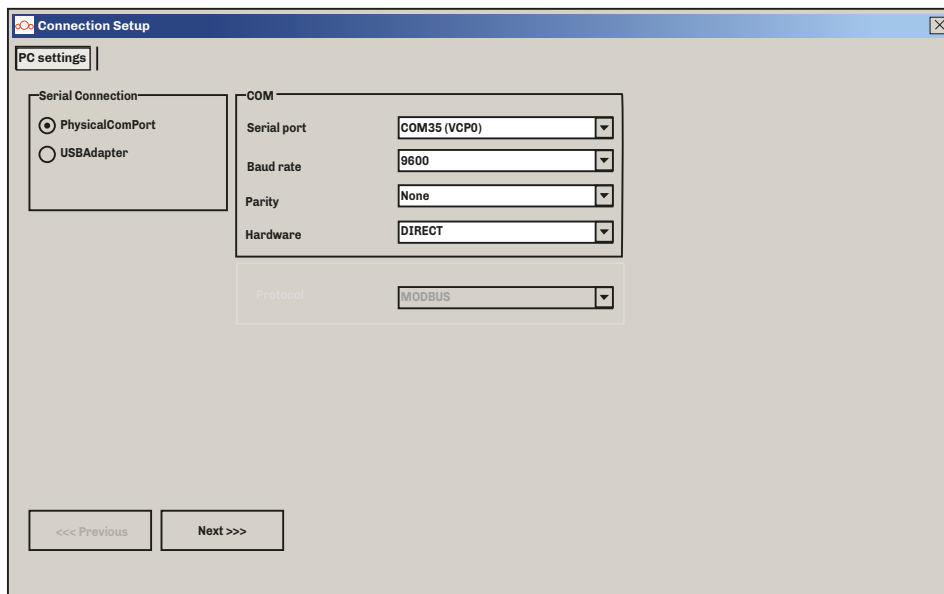 Connection Setup
PC settings
Serial Connection
PhysicalComPort
USBAdapter
COM
Serial port
COM35 (VCP0)
Baud rate
9600
Parity
None
Hardware
DIRECT
Protocol
MODBUS
<<< Previous
Next >>>